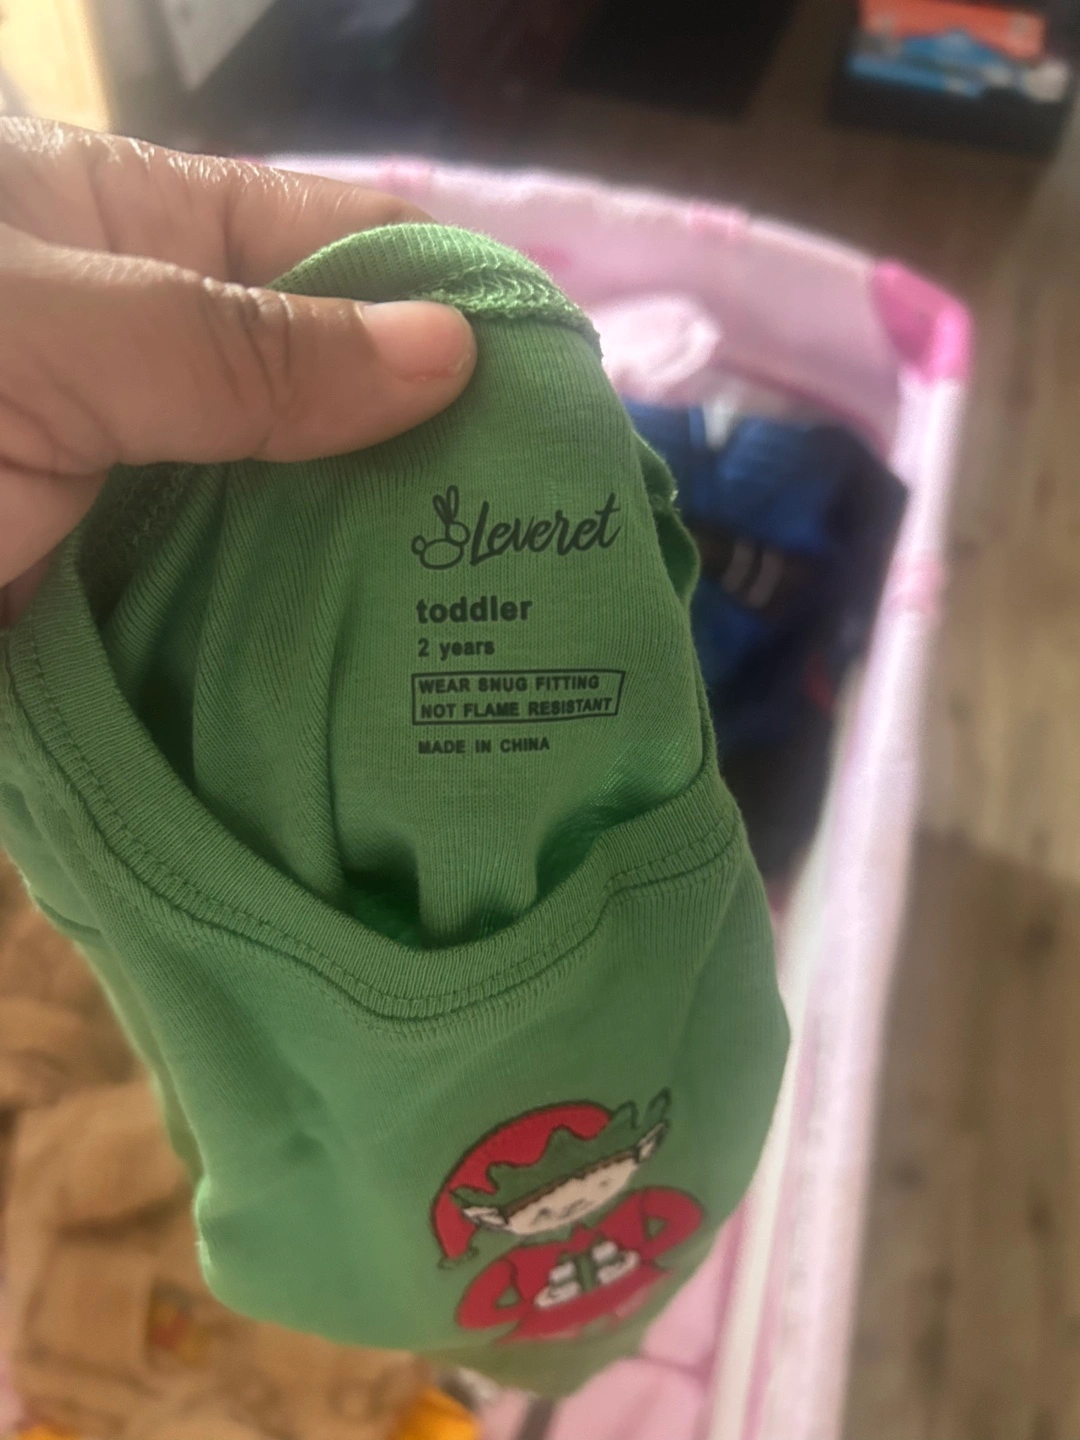 Leveret
toddler
2 years
WEAR SNUG FITTING
NOT FLAME RESISTANT
MADE IN CHINA